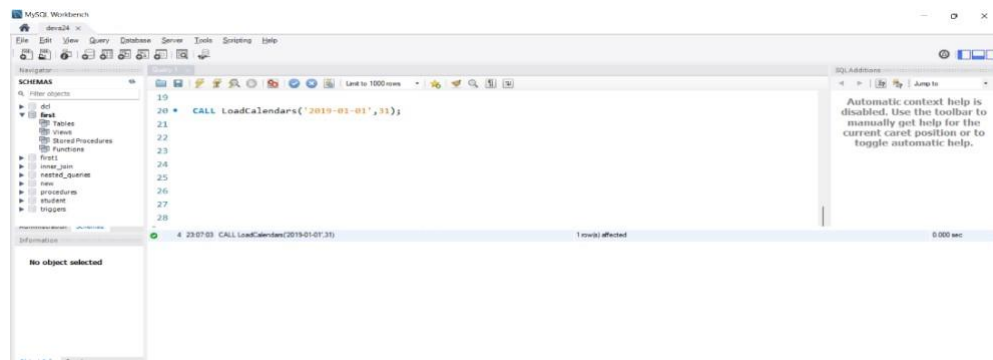 MySQL Workbench
deva24 ×
File Edit View Query Database Server Tools Scripting Help
Navigator
SCHEMAS
Filter objects
dcl
first
Tables
Views
Stored Procedures
Functions
first1
inner_join
nested_queries
new
procedures
student
triggers
Information
No object selected
Limit to 1000 rows
19
20 CALL LoadCalendars('2019-01-01',31);
21
22
23
24
25
26
27
28
4 23:07:03 CALL LoadCalendars('2019-01-01',31) 1 row(s) affected 0.000 sec
SQL Additions
Jump to
Automatic context help is
disabled. Use the toolbar to
manually get help for the
current caret position or to
toggle automatic help.